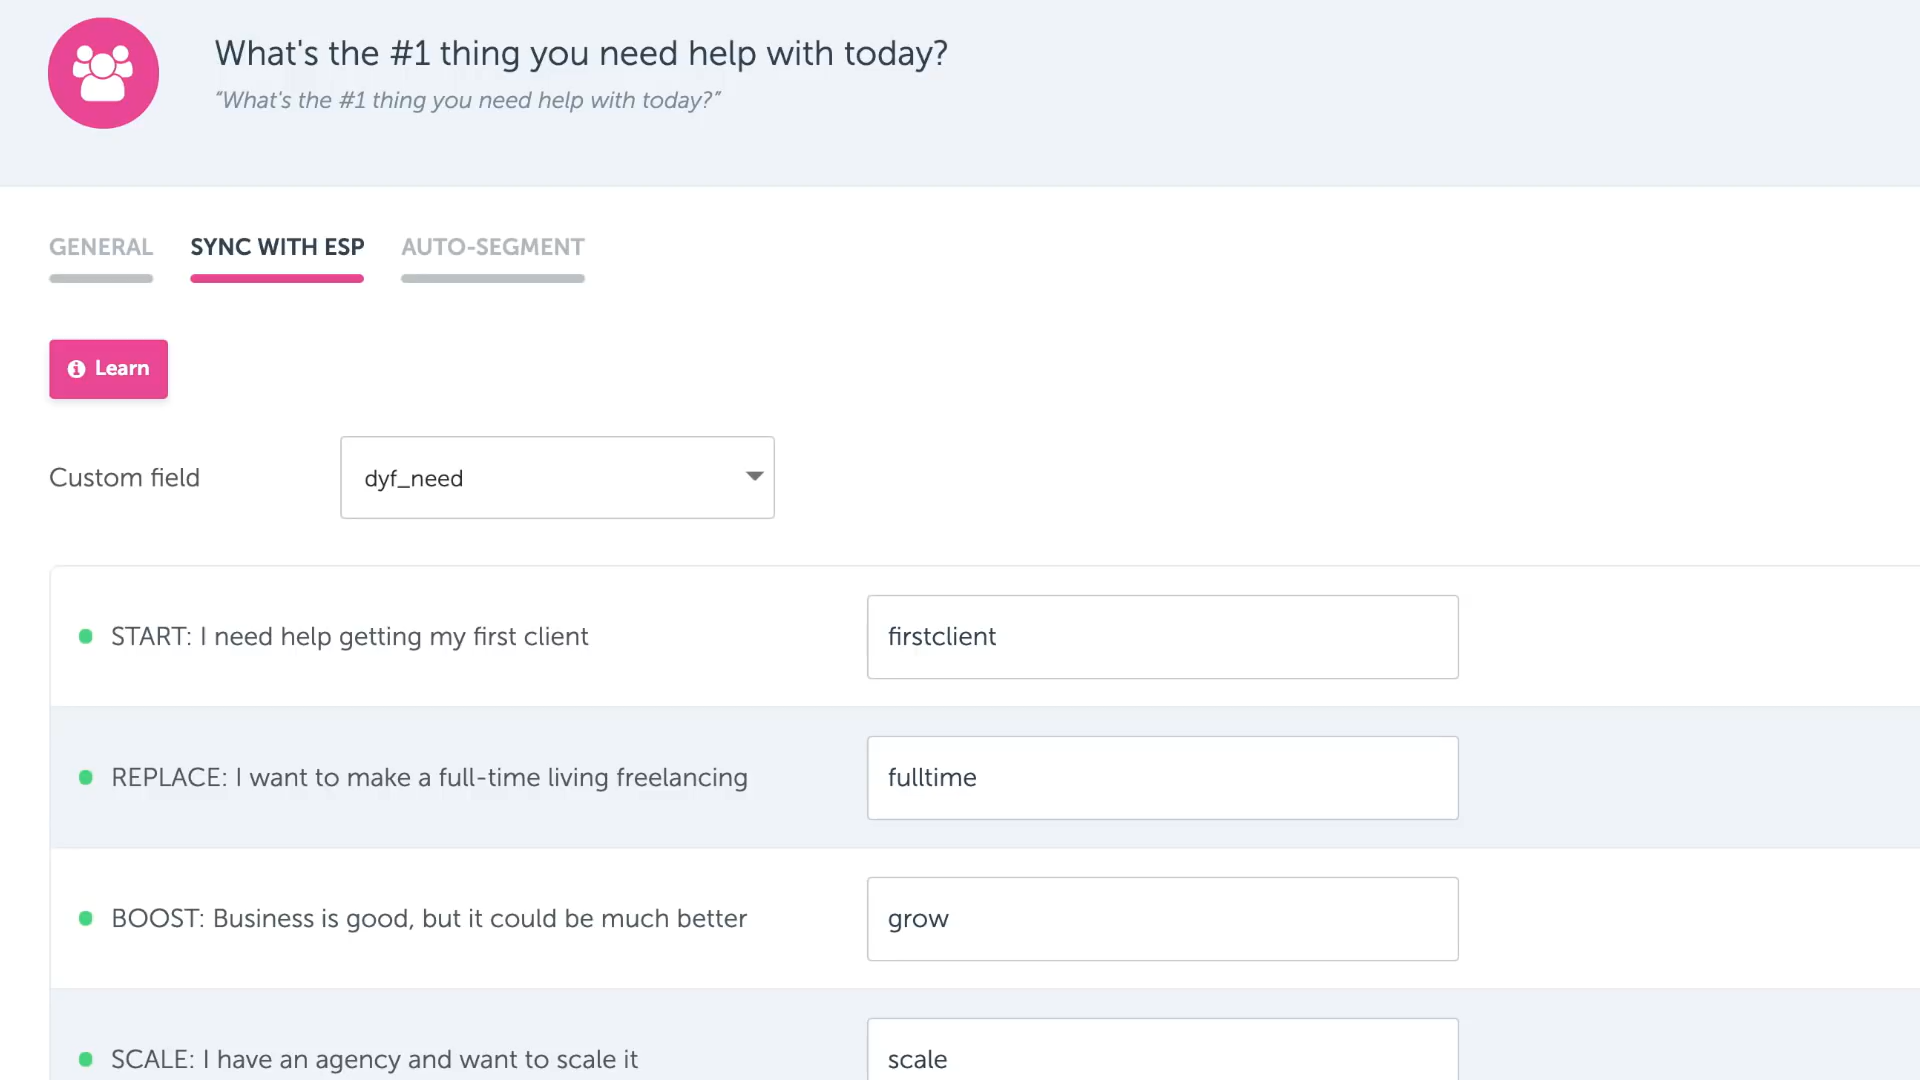 What's the #1 thing you need help with today?
“What's the #1 thing you need help with today?”
GENERAL SYNC WITH ESP AUTO-SEGMENT
Learn
Custom field dyf_need
START: I need help getting my first client firstclient
REPLACE: I want to make a full-time living freelancing fulltime
BOOST: Business is good, but it could be much better grow
SCALE: I have an agency and want to scale it scale